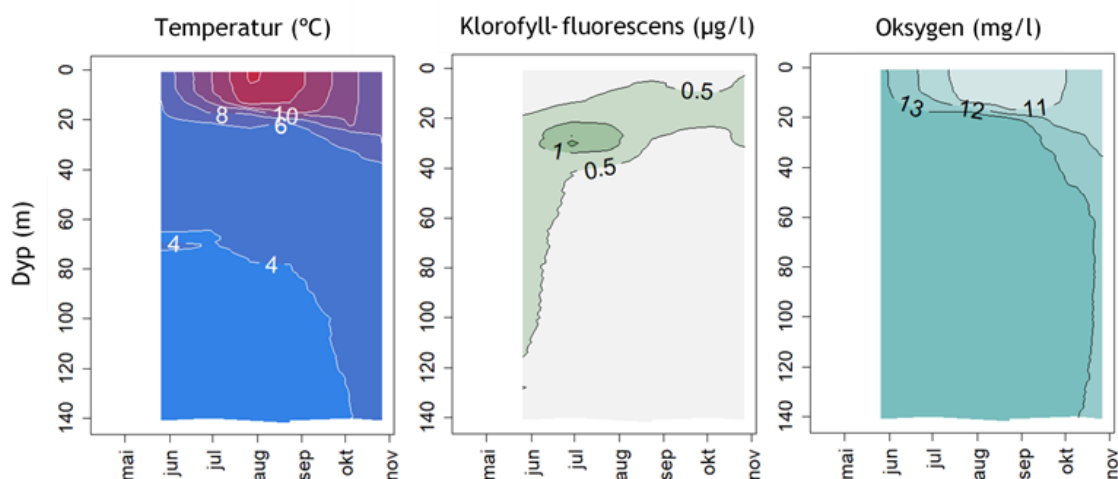 Temperatur (ºC)
Klorofyll-fluorescens (µg/l)
Oksygen (mg/l)
Dyp (m)
0
20
40
60
80
100
120
140
8
10
6
4
4
mai
jun
jul
aug
sep
okt
nov
0
20
40
60
80
100
120
140
0.5
1
0.5
mai
jun
jul
aug
sep
okt
nov
0
20
40
60
80
100
120
140
13
12
11
mai
jun
jul
aug
sep
okt
nov